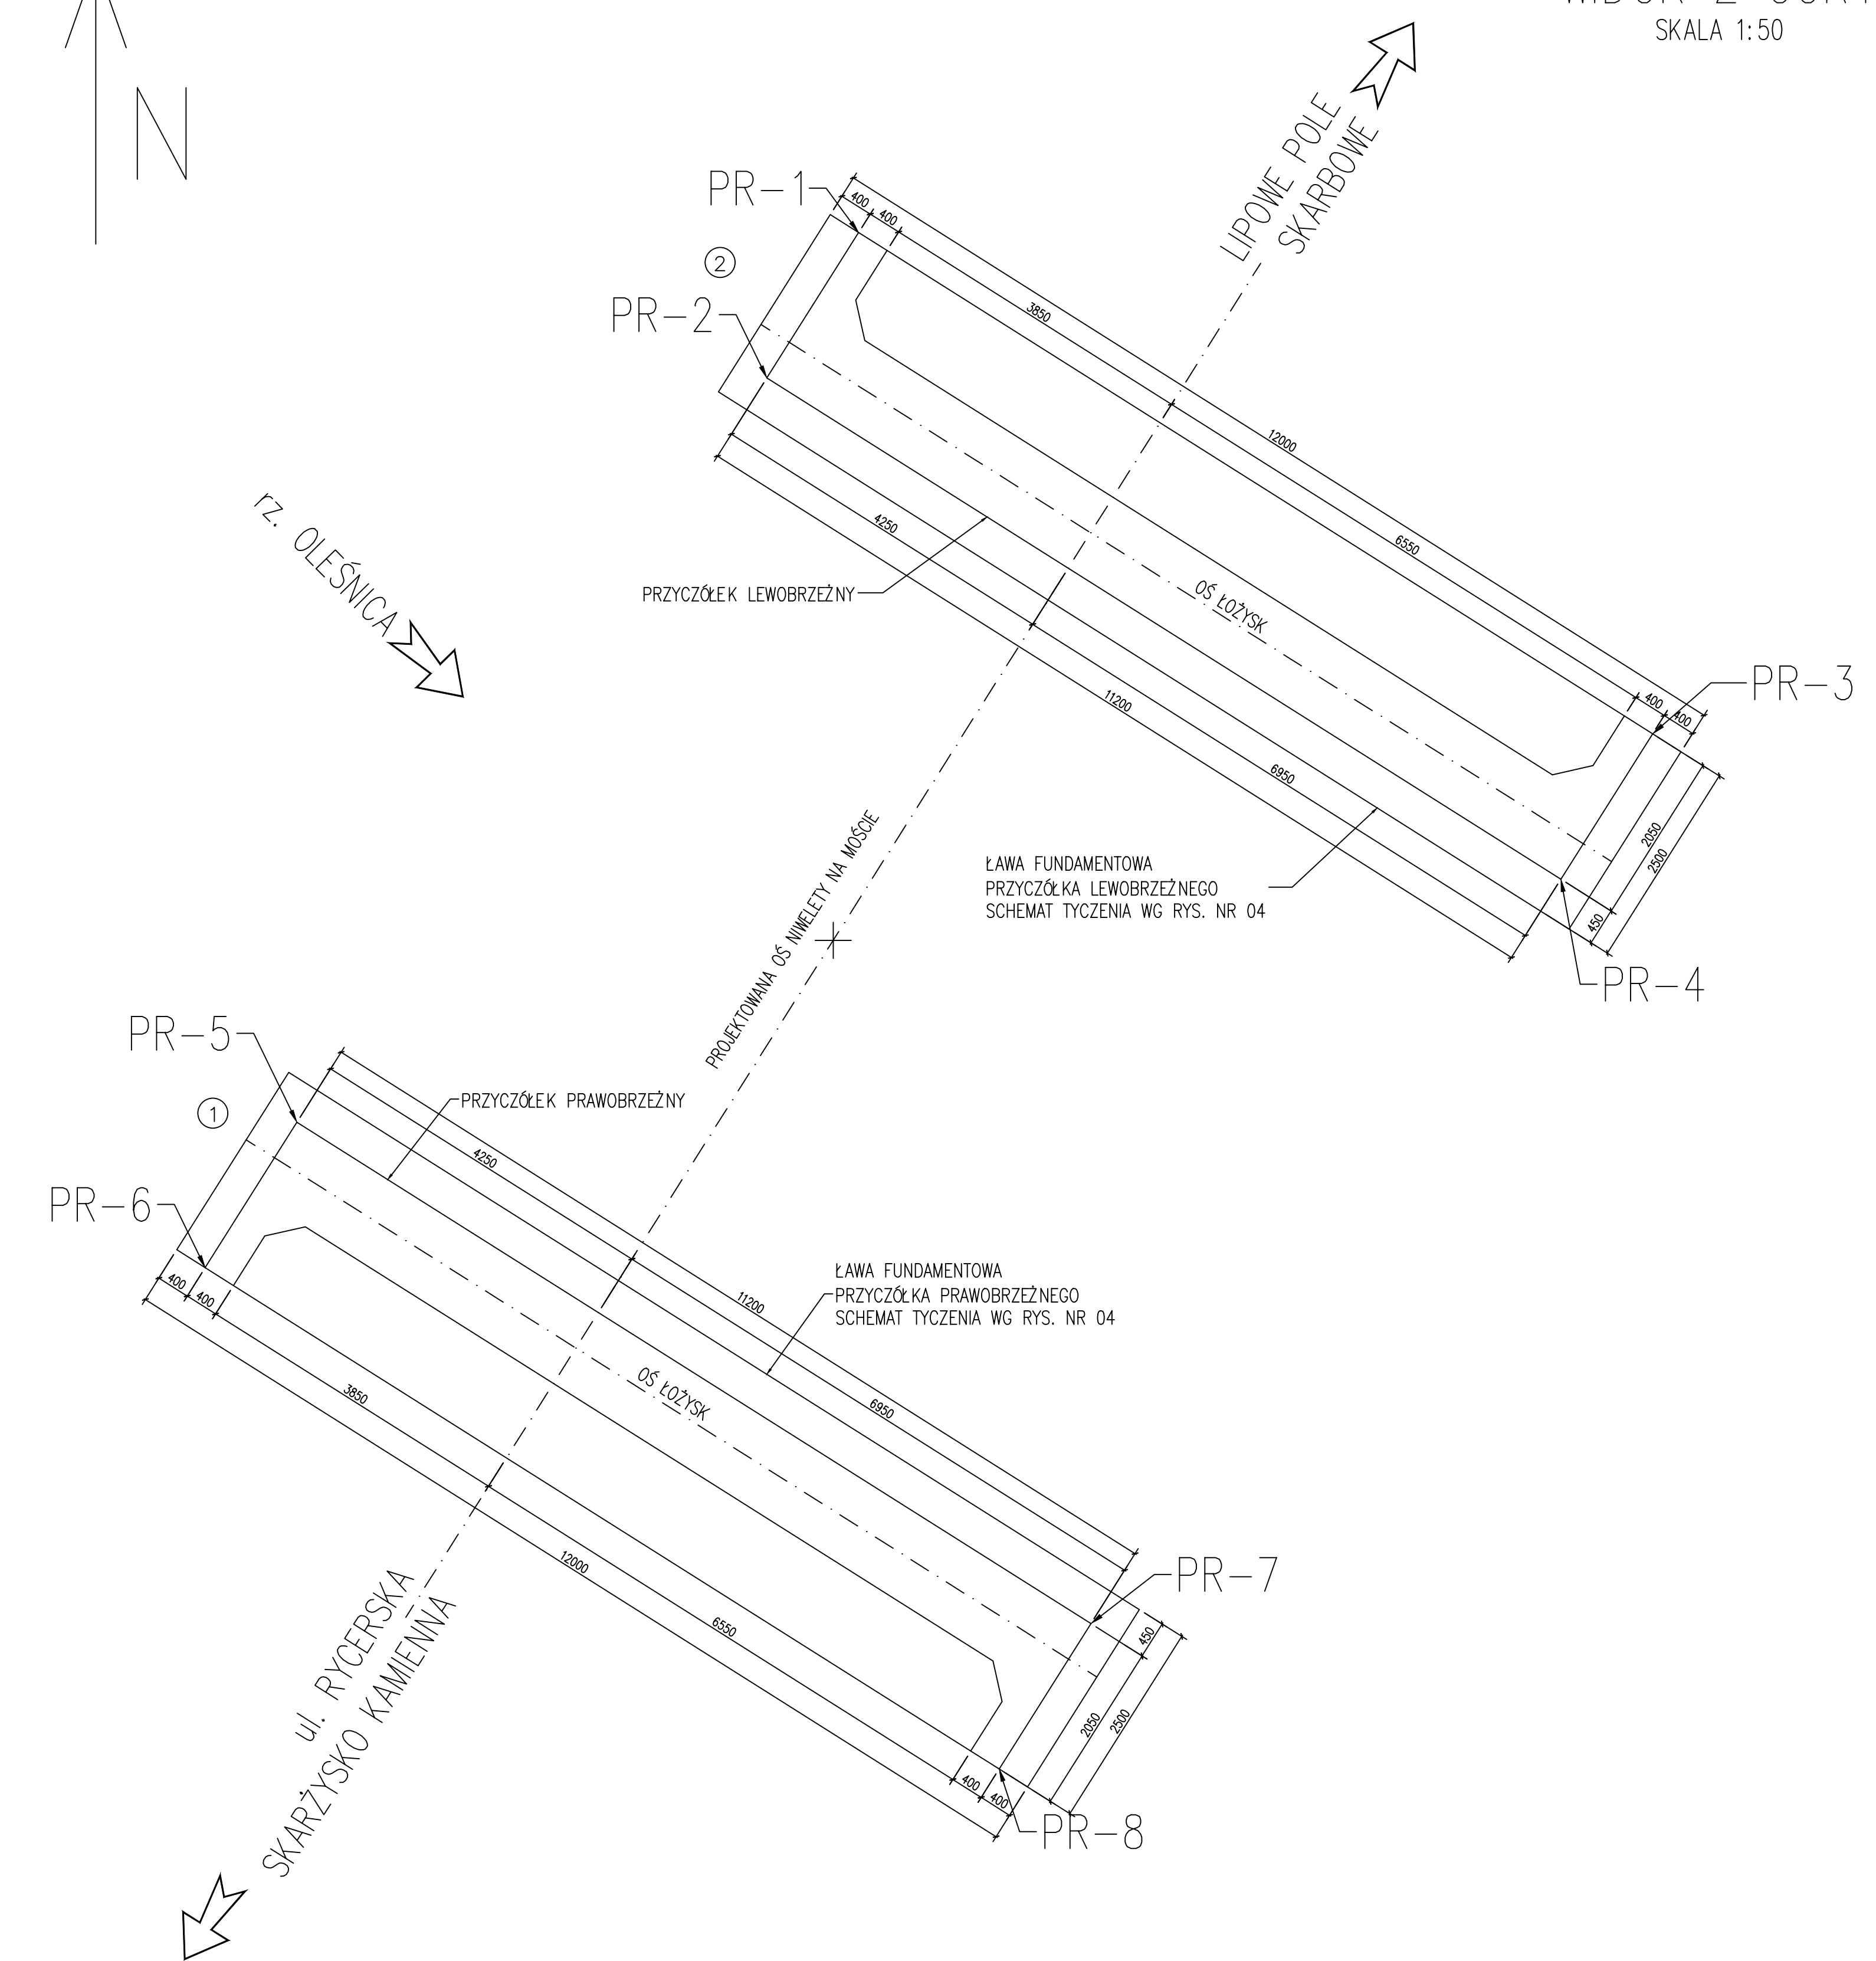 SKALA 1:50
N
LIPOWE POLE
SKARBOWE
PR-1
400
400
2
PR-2
3850
12000
6550
4250
PRZYCZÓŁEK LEWOBRZEŻNY
OŚ ŁOŻYSK
rz. OLEŚNICA
11200
6950
400
400
PR-3
2050
2500
450
ŁAWA FUNDAMENTOWA
PRZYCZÓŁKA LEWOBRZEŻNEGO
SCHEMAT TYCZENIA WG RYS. NR 04
PR-4
PROJEKTOWANA OŚ NIWELETY NA MOŚCIE
PR-5
PRZYCZÓŁEK PRAWOBRZEŻNY
1
4250
PR-6
400
400
ŁAWA FUNDAMENTOWA
PRZYCZÓŁKA PRAWOBRZEŻNEGO
SCHEMAT TYCZENIA WG RYS. NR 04
11200
OŚ ŁOŻYSK
3850
6950
12000
6550
PR-7
450
2050
2500
400
400
PR-8
ul. RYCERSKA
SKARŻYSKO KAMIENNA